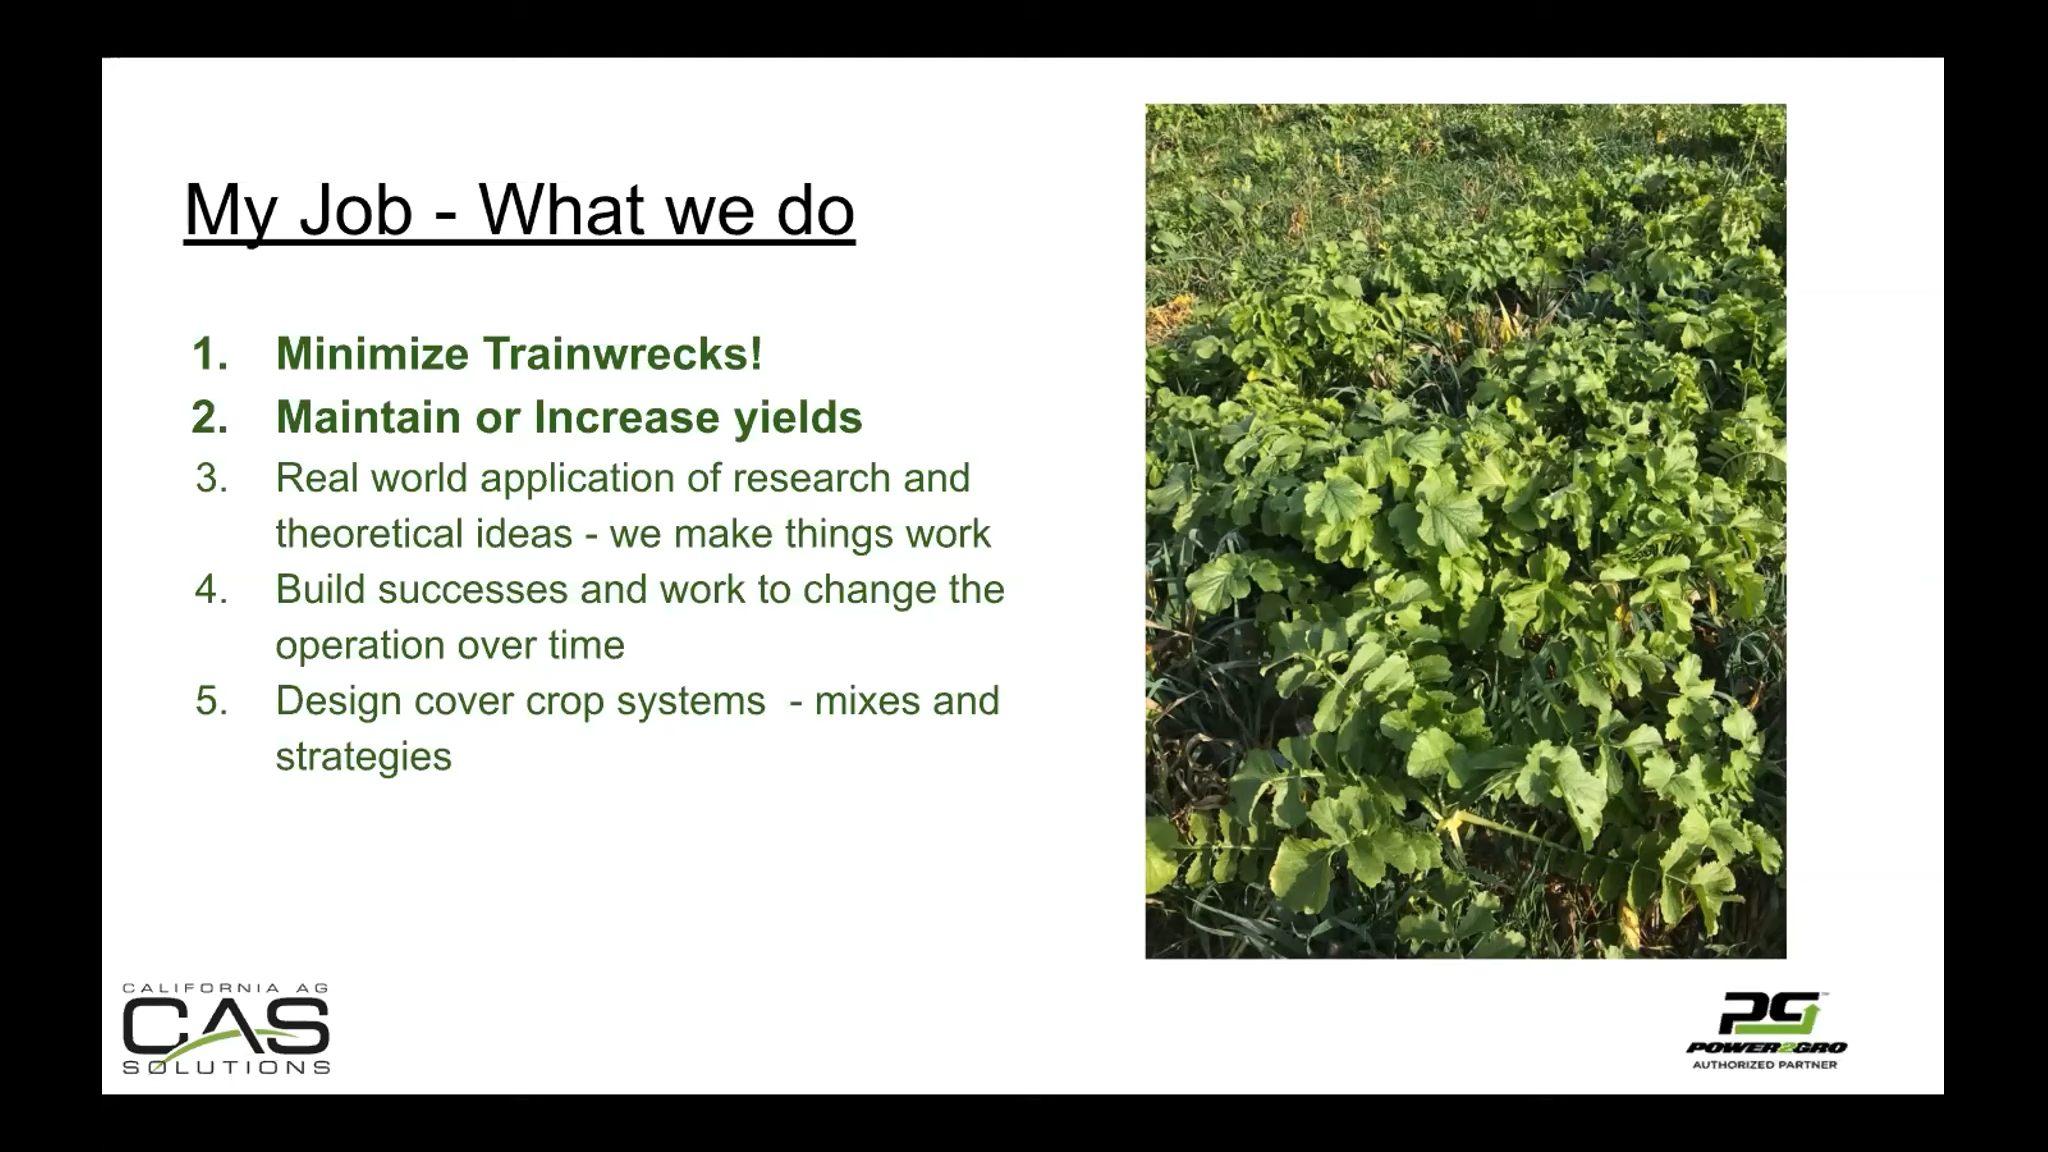 My Job - What we do
1. Minimize Trainwrecks!
2. Maintain or Increase yields
3. Real world application of research and
theoretical ideas - we make things work
4. Build successes and work to change the
operation over time
5. Design cover crop systems - mixes and
strategies
CALIFORNIA AG
CAS
SOLUTIONS
PG
POWER2GRO
AUTHORIZED PARTNER